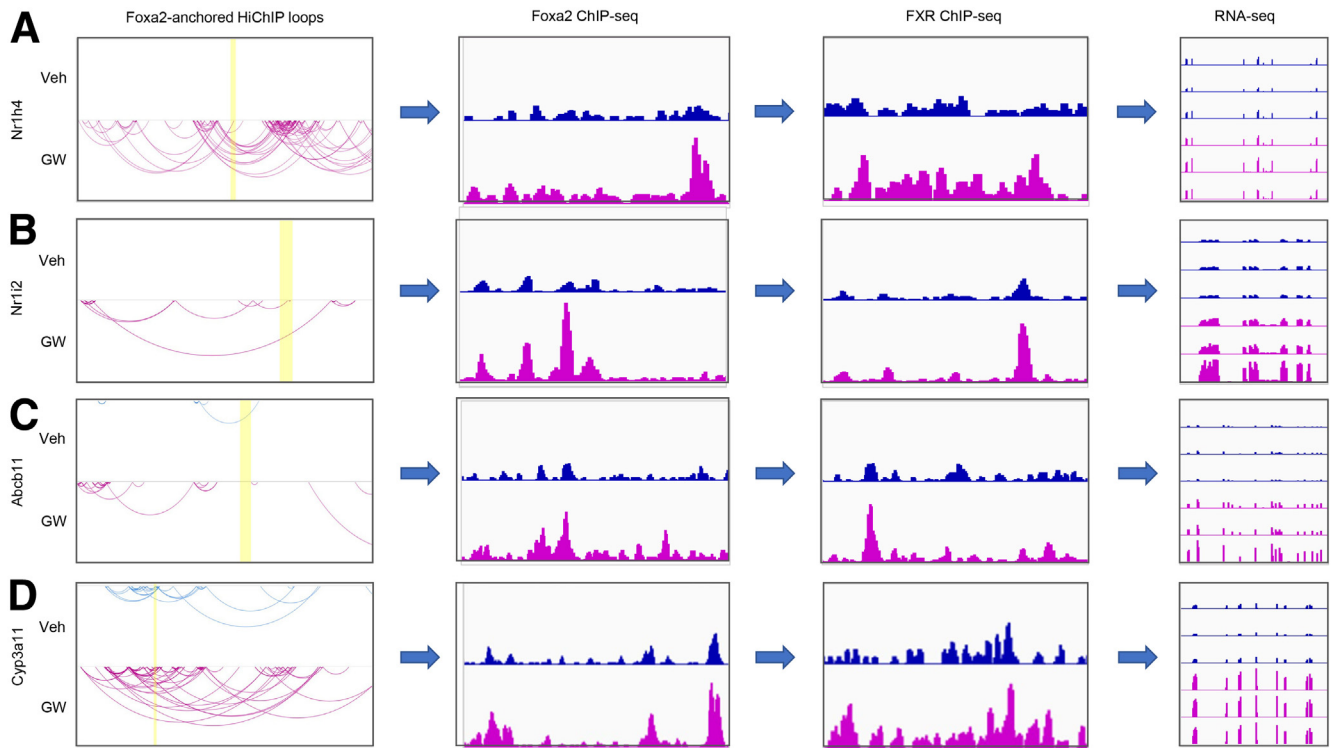 A
Foxa2-anchored HiChIP loops
Foxa2 ChIP-seq
FXR ChIP-seq
RNA-seq
Nr1h4
Veh
GW
B
Nr1i2
Veh
GW
C
Abcb11
Veh
GW
D
Cyp3a11
Veh
GW